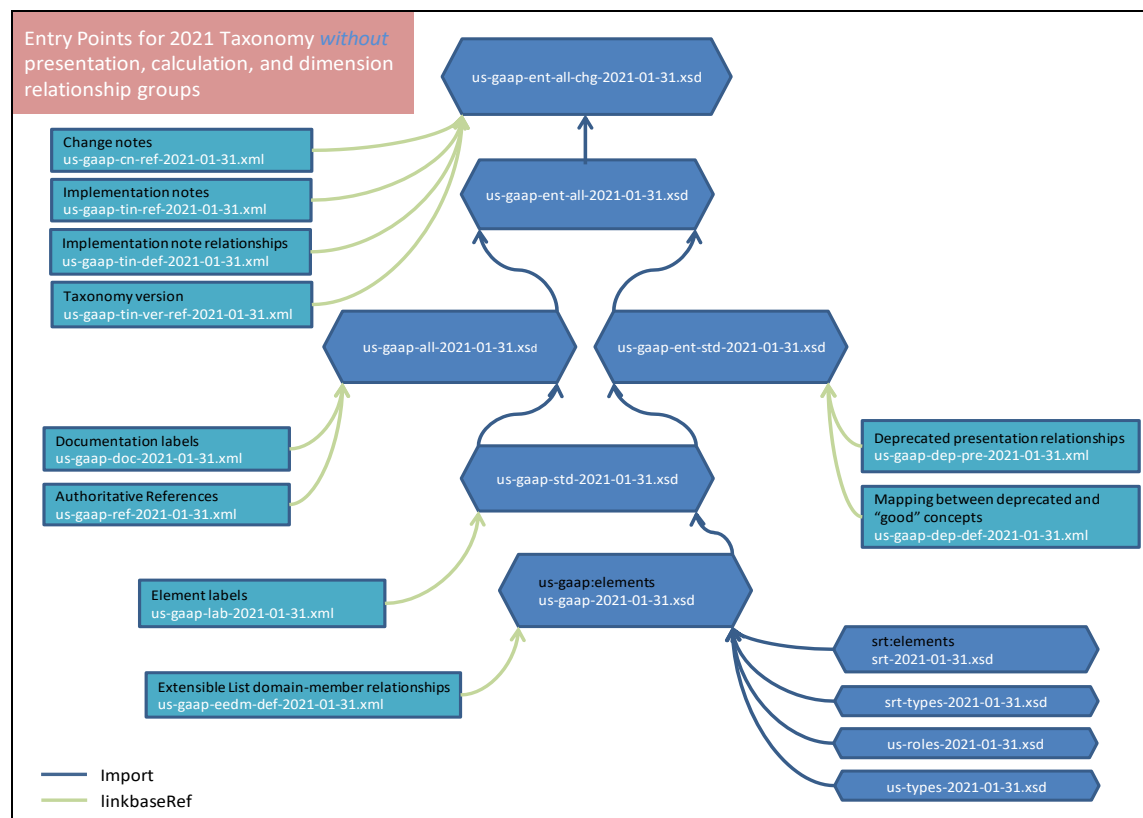 Entry Points for 2021 Taxonomy without
presentation, calculation, and dimension
relationship groups
us-gaap-ent-all-chg-2021-01-31.xsd
Change notes
us-gaap-cn-ref-2021-01-31.xml
Implementation notes
us-gaap-tin-ref-2021-01-31.xml
us-gaap-ent-all-2021-01-31.xsd
Implementation note relationships
us-gaap-tin-def-2021-01-31.xml
Taxonomy version
us-gaap-tin-ver-ref-2021-01-31.xml
us-gaap-all-2021-01-31.xsd
us-gaap-ent-std-2021-01-31.xsd
Documentation labels
us-gaap-doc-2021-01-31.xml
Authoritative References
us-gaap-ref-2021-01-31.xml
us-gaap-std-2021-01-31.xsd
Deprecated presentation relationships
us-gaap-dep-pre-2021-01-31.xml
Mapping between deprecated and
“good” concepts
us-gaap-dep-def-2021-01-31.xml
Element labels
us-gaap-lab-2021-01-31.xml
us-gaap:elements
us-gaap-2021-01-31.xsd
Extensible List domain-member relationships
us-gaap-eedm-def-2021-01-31.xml
srt:elements
srt-2021-01-31.xsd
srt-types-2021-01-31.xsd
us-roles-2021-01-31.xsd
us-types-2021-01-31.xsd
Import
linkbaseRef